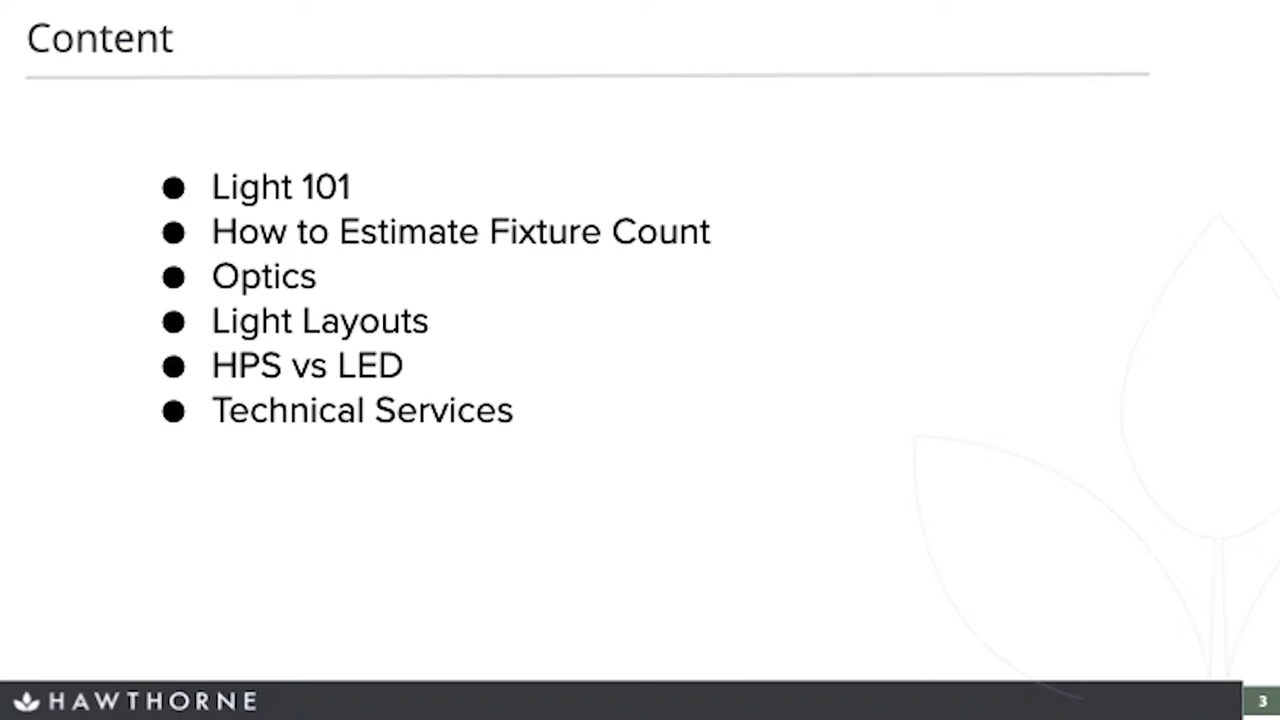 Content
● Light 101
● How to Estimate Fixture Count
● Optics
● Light Layouts
● HPS vs LED
● Technical Services
HAWTHORNE
3